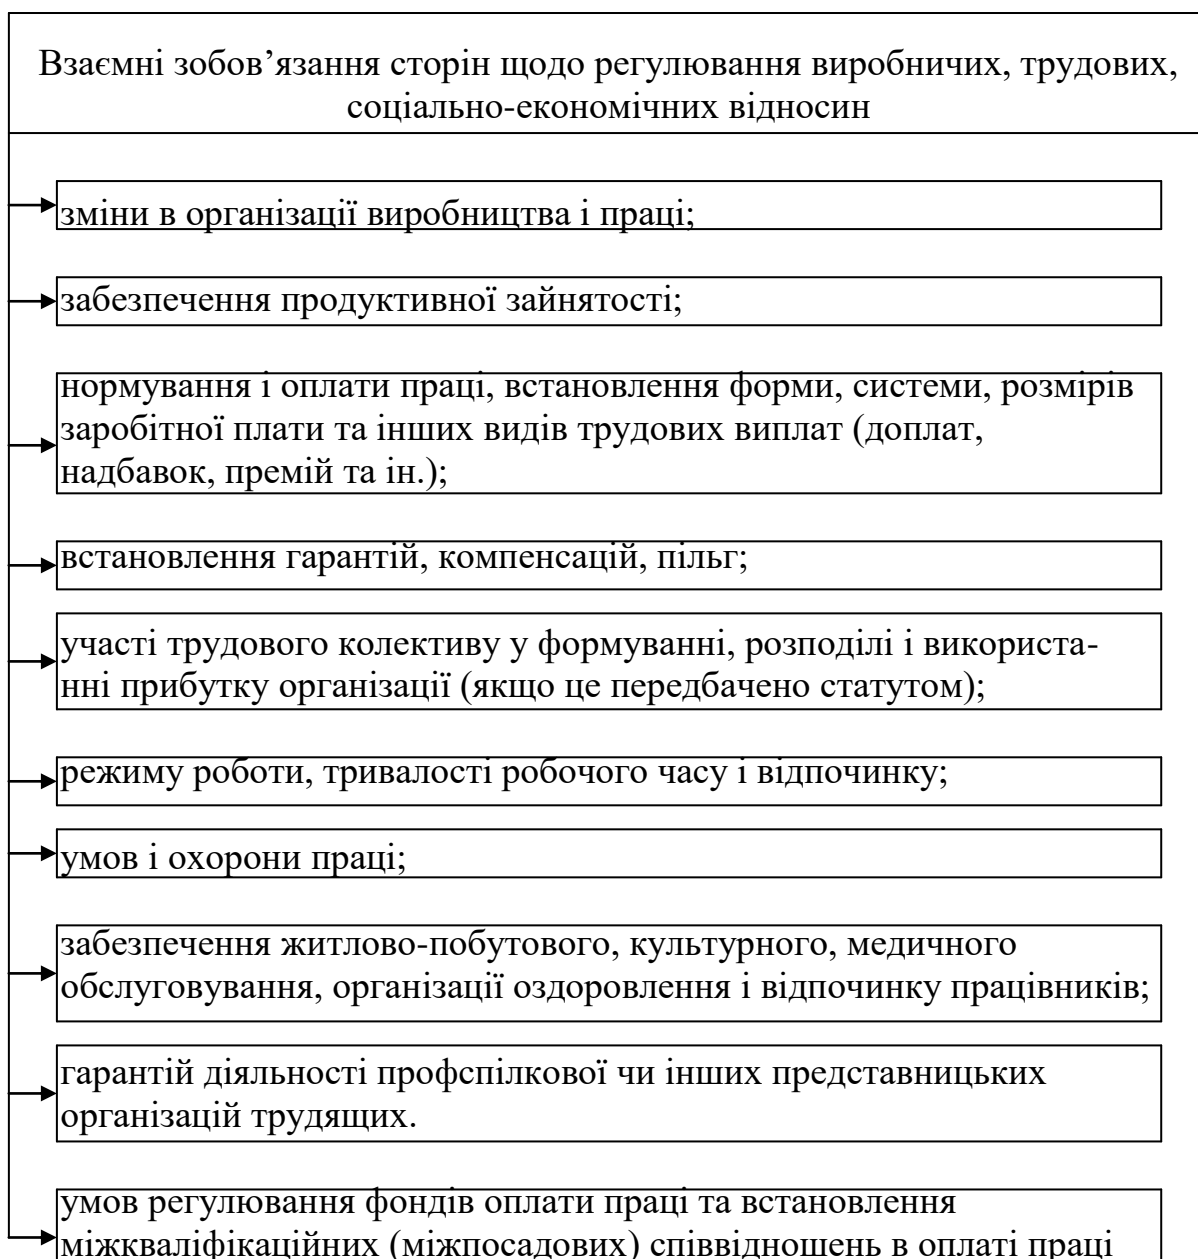 Взаємні зобов’язання сторін щодо регулювання виробничих, трудових,
соціально-економічних відносин
зміни в організації виробництва і праці;
забезпечення продуктивної зайнятості;
нормування і оплати праці, встановлення форми, системи, розмірів
заробітної плати та інших видів трудових виплат (доплат,
надбавок, премій та ін.);
встановлення гарантій, компенсацій, пільг;
участі трудового колективу у формуванні, розподілі і використа-
нні прибутку організації (якщо це передбачено статутом);
режиму роботи, тривалості робочого часу і відпочинку;
умов і охорони праці;
забезпечення житлово-побутового, культурного, медичного
обслуговування, організації оздоровлення і відпочинку працівників;
гарантій діяльності профспілкової чи інших представницьких
організацій трудящих.
умов регулювання фондів оплати праці та встановлення
міжкваліфікаційних (міжпосадових) співвідношень в оплаті праці